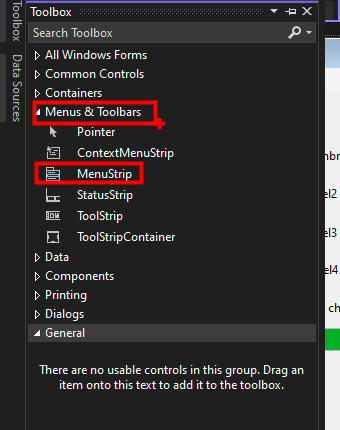 Toolbox
Data Sources
Toolbox
Search Toolbox
All Windows Forms
Common Controls
Containers
Menus & Toolbars
Pointer
ContextMenuStrip
MenuStrip
StatusStrip
ToolStrip
ToolStripContainer
Data
Components
Printing
Dialogs
General
There are no usable controls in this group. Drag an
item onto this text to add it to the toolbox.
mbr
el2
el3
el4
ch